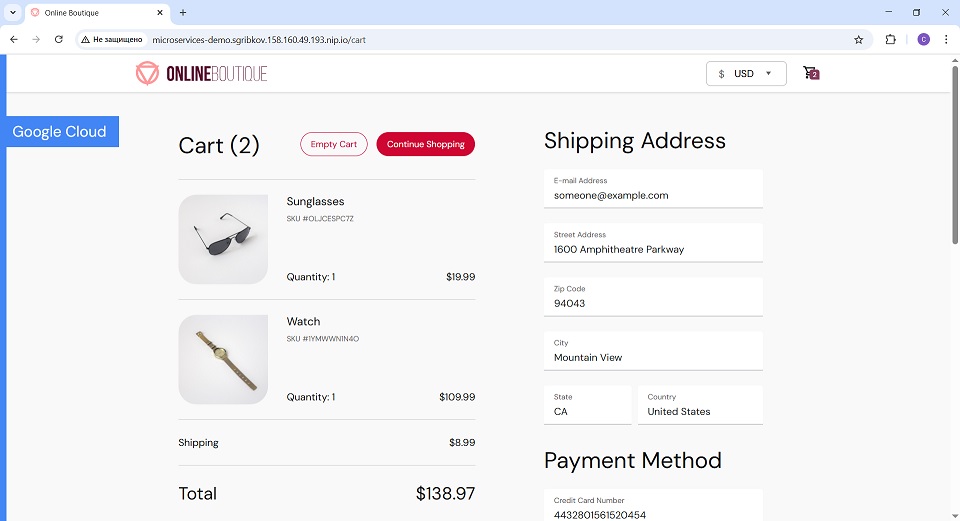 Online Boutique
Не защищено
microservices-demo.sgribkov.158.160.49.193.nip.io/cart
C
ONLINEBOUTIQUE
$ USD
2
Google Cloud
Cart (2)
Empty Cart
Continue Shopping
Sunglasses
SKU #OLJCESPC7Z
Quantity: 1
$19.99
Watch
SKU #1YMWWN1N4O
Quantity: 1
$109.99
Shipping
$8.99
Total
$138.97
Shipping Address
E-mail Address
someone@example.com
Street Address
1600 Amphitheatre Parkway
Zip Code
94043
City
Mountain View
State
CA
Country
United States
Payment Method
Credit Card Number
4432801561520454